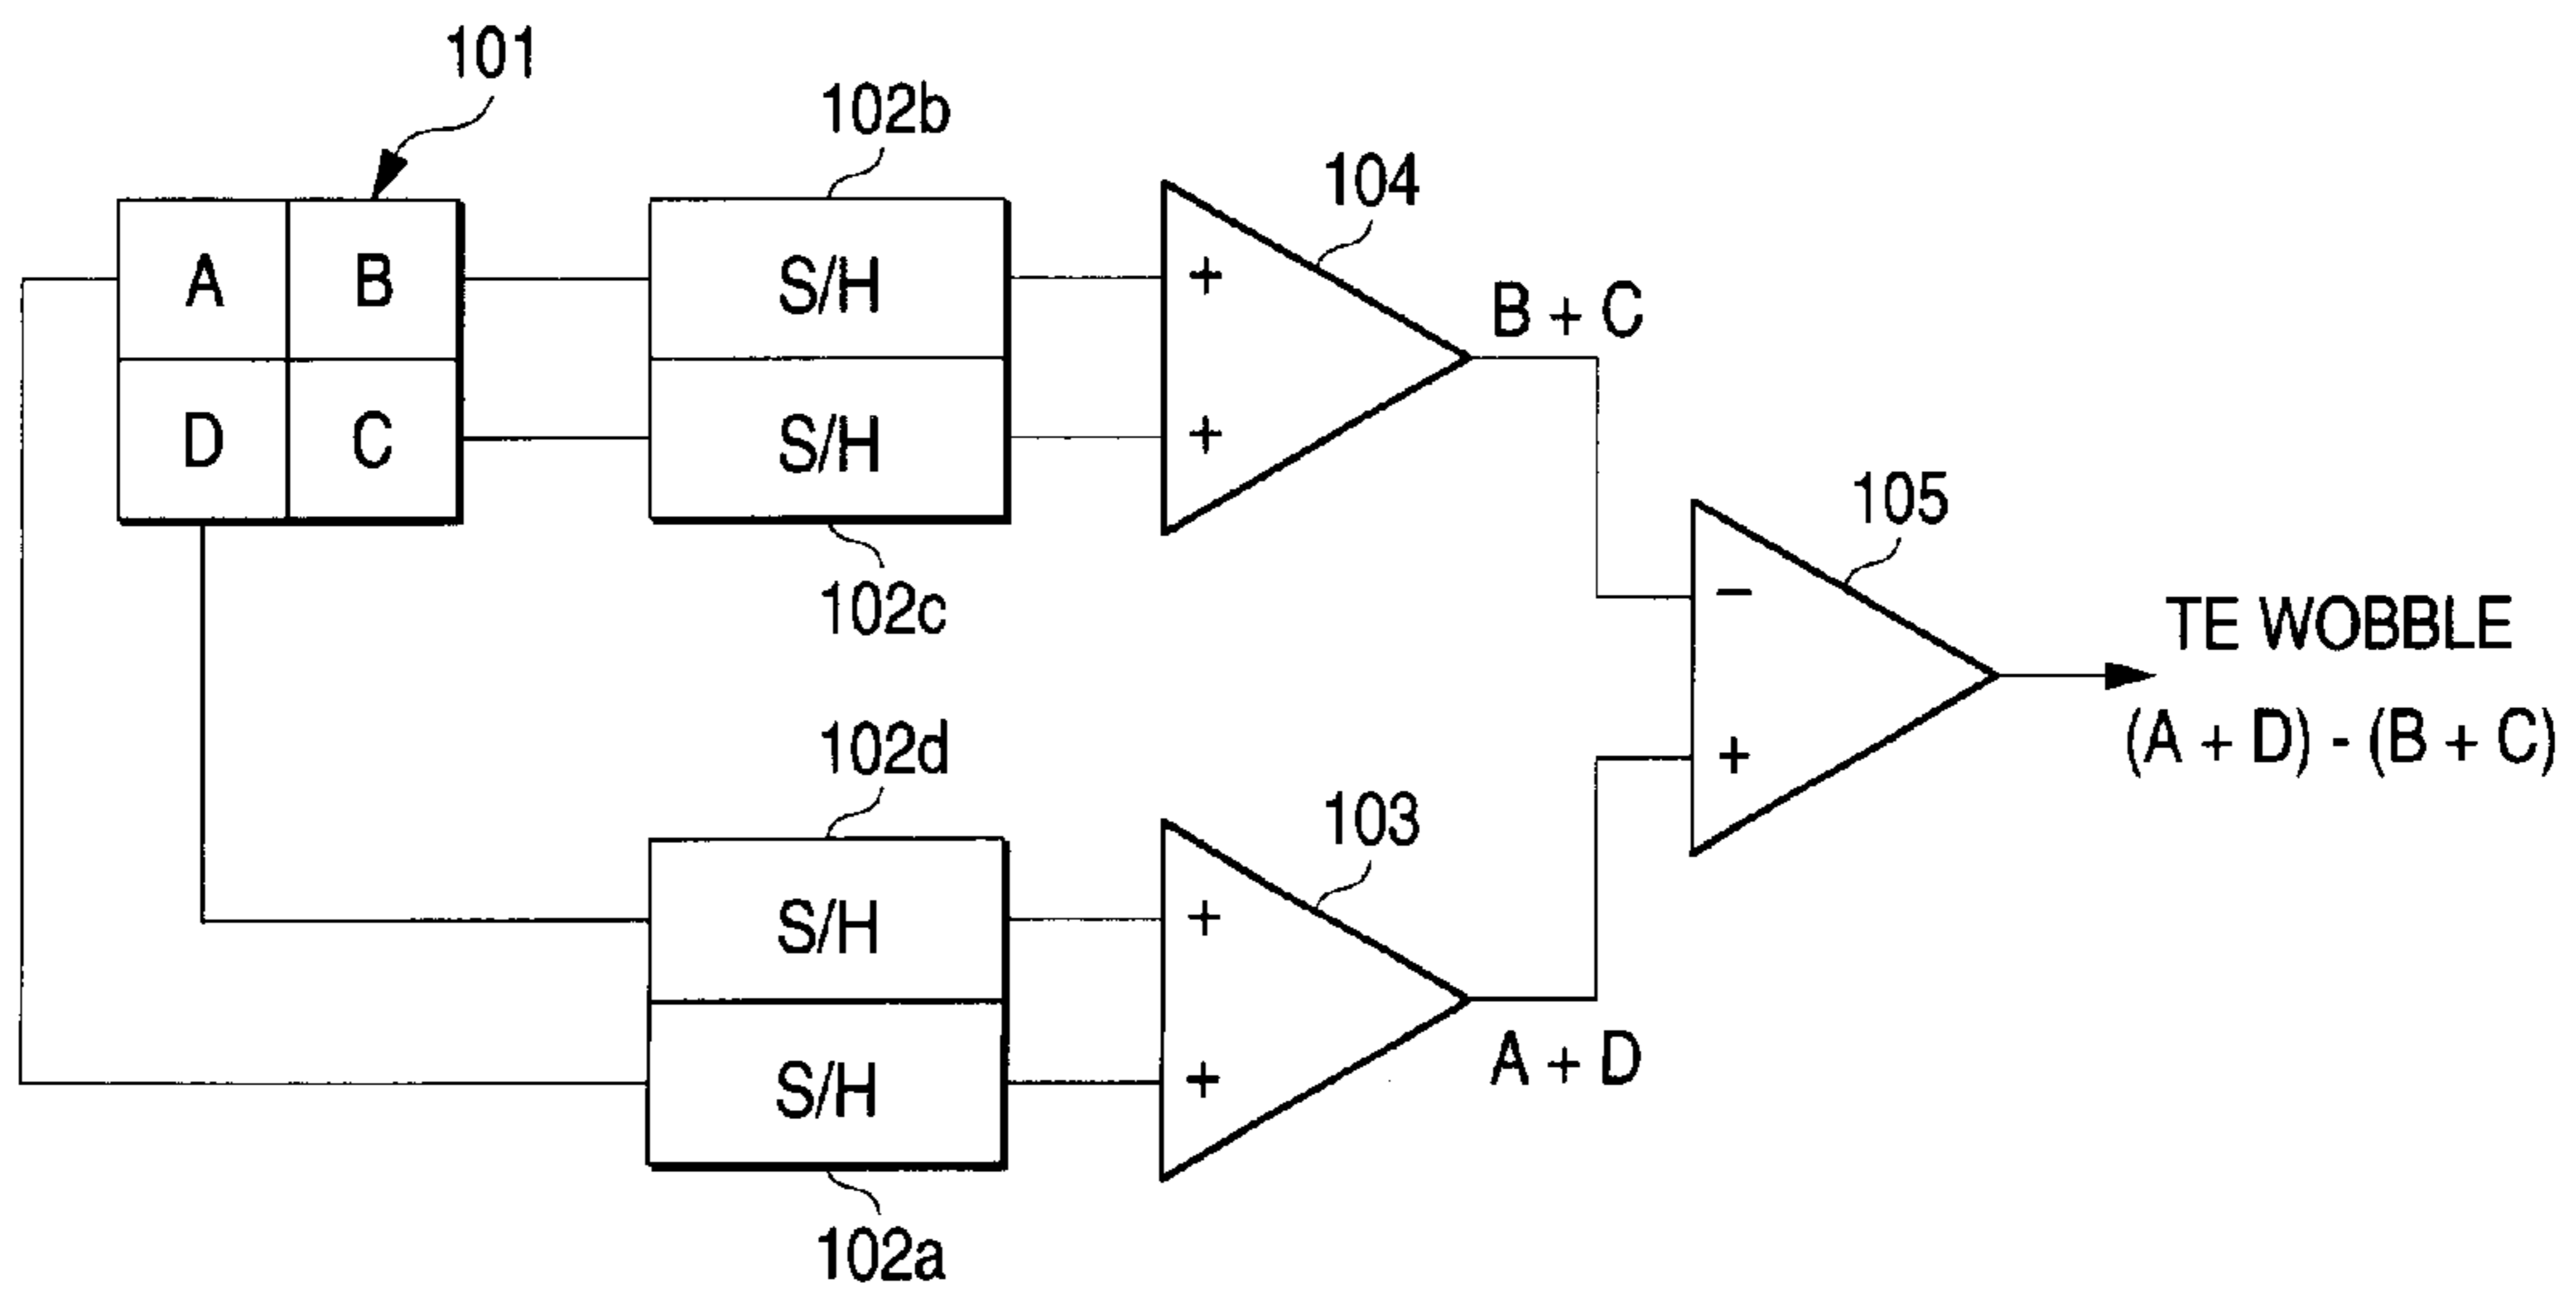 101
102b
104
A B
S/H
+
B + C
D C
S/H
+
102c
105
−
TE WOBBLE
(A + D) - (B + C)
+
102d
103
S/H
+
A + D
S/H
+
102a